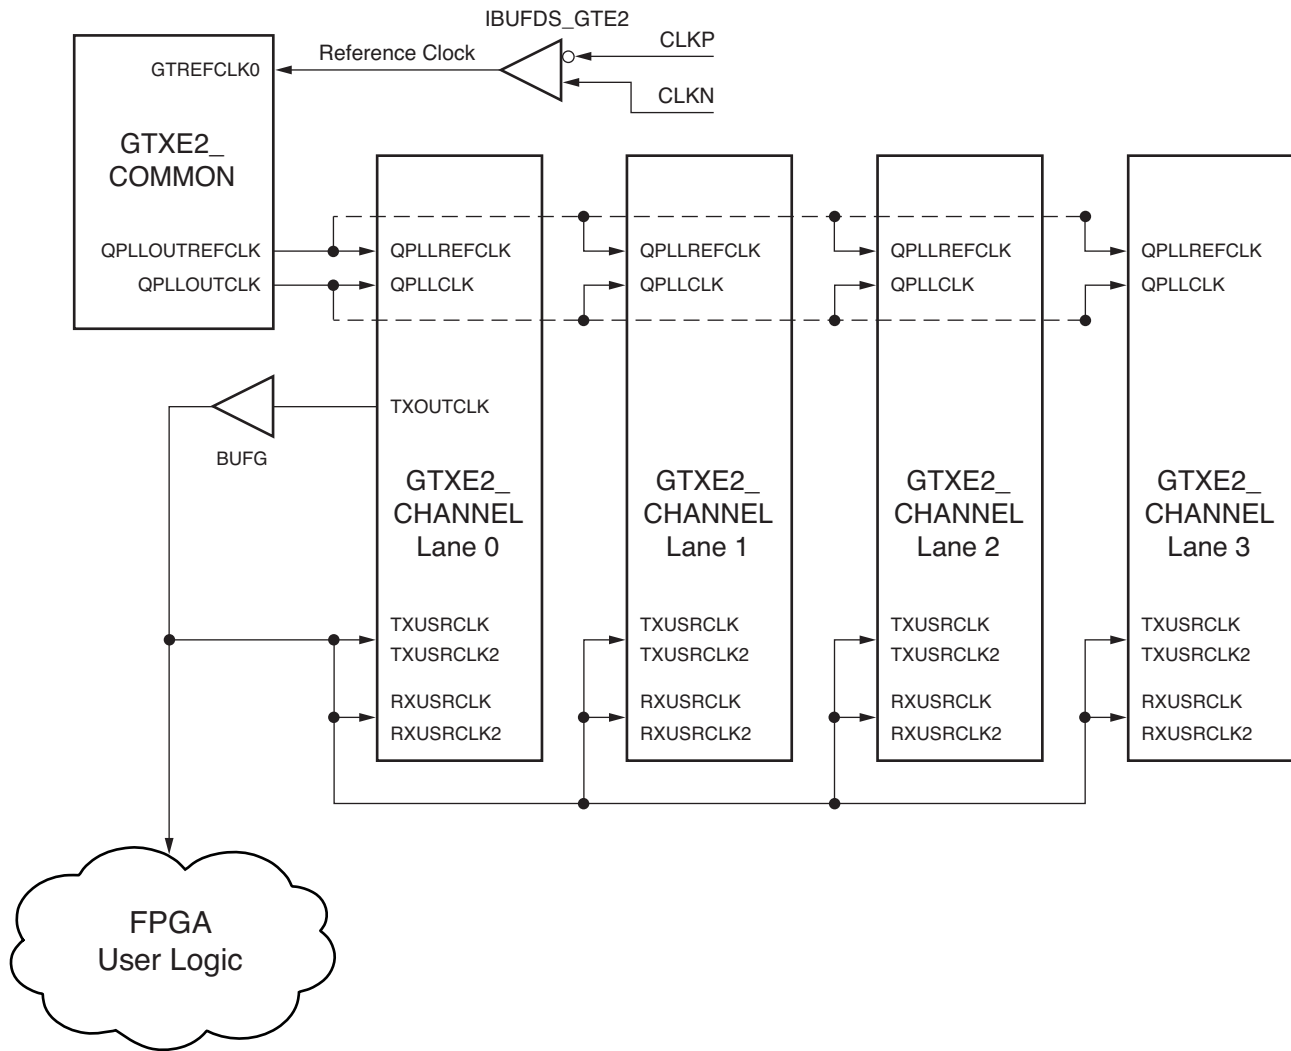 IBUFDS_GTE2
CLKP
Reference Clock
GTREFCLK0
CLKN
GTXE2_
COMMON
QPLLOUTREFCLK
QPLLOUTCLK
QPLLREFCLK
QPLLCLK
QPLLREFCLK
QPLLCLK
QPLLREFCLK
QPLLCLK
QPLLREFCLK
QPLLCLK
TXOUTCLK
BUFG
GTXE2_
CHANNEL
Lane 0
GTXE2_
CHANNEL
Lane 1
GTXE2_
CHANNEL
Lane 2
GTXE2_
CHANNEL
Lane 3
TXUSRCLK
TXUSRCLK2
RXUSRCLK
RXUSRCLK2
TXUSRCLK
TXUSRCLK2
RXUSRCLK
RXUSRCLK2
TXUSRCLK
TXUSRCLK2
RXUSRCLK
RXUSRCLK2
TXUSRCLK
TXUSRCLK2
RXUSRCLK
RXUSRCLK2
FPGA
User Logic